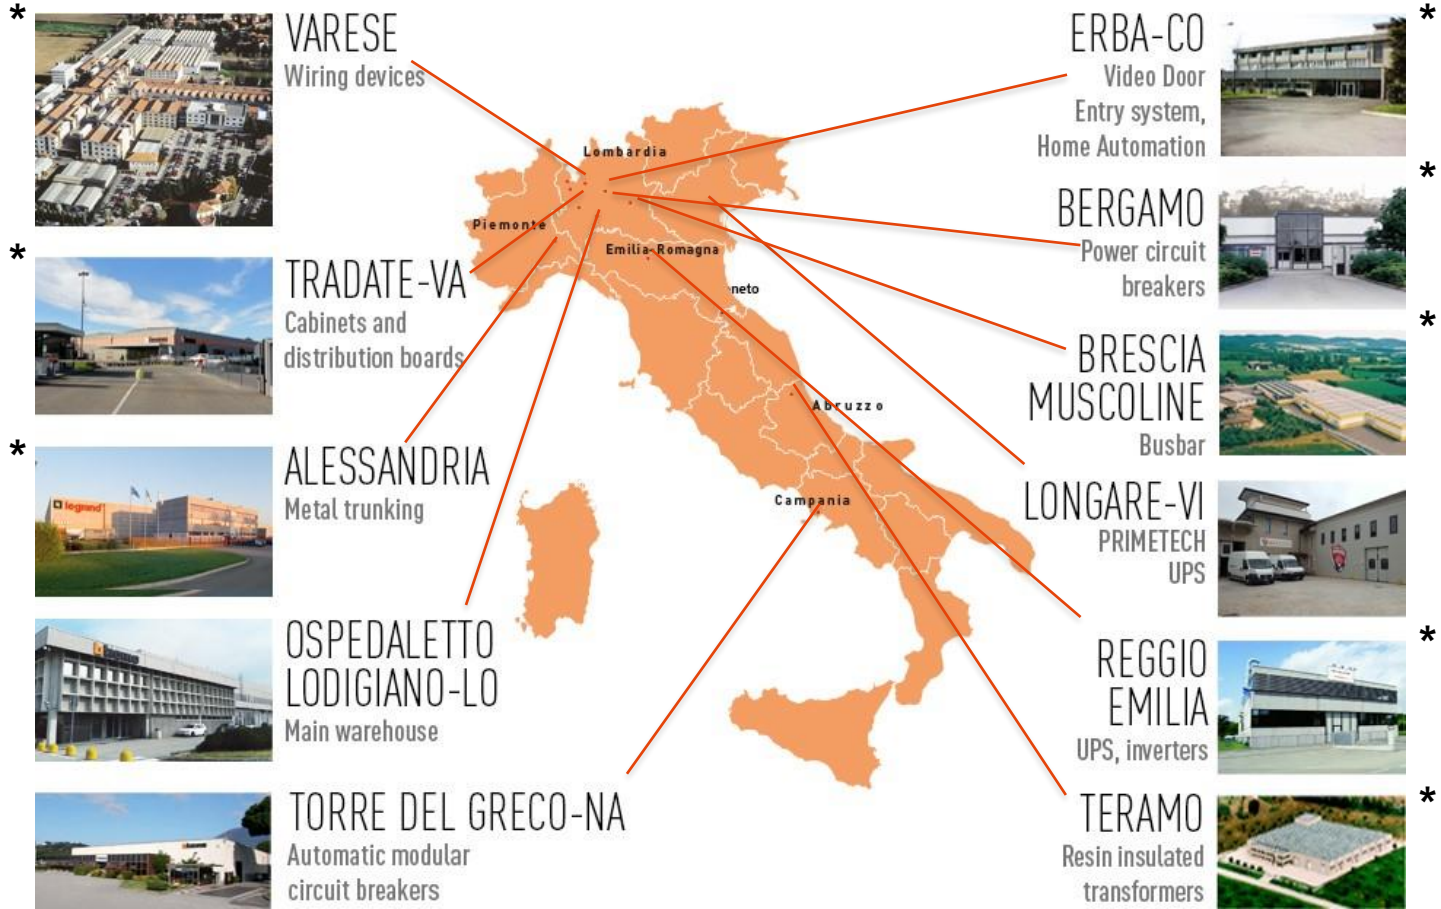 *
VARESE
Wiring devices
*
TRADATE-VA
Cabinets and
distribution boards
*
legrand
ALESSANDRIA
Metal trunking
OSPEDALETTO
LODIGIANO-LO
Main warehouse
TORRE DEL GRECO-NA
Automatic modular
circuit breakers
Lombardia
Piemonte
Emilia-Romagna
neto
Abruzzo
Campania
*
ERBA-CO
Video Door
Entry system,
Home Automation
*
BERGAMO
Power circuit
breakers
*
BRESCIA
MUSCOLINE
Busbar
LONGARE-VI
PRIMETECH
UPS
*
REGGIO
EMILIA
UPS, inverters
*
TERAMO
Resin insulated
transformers